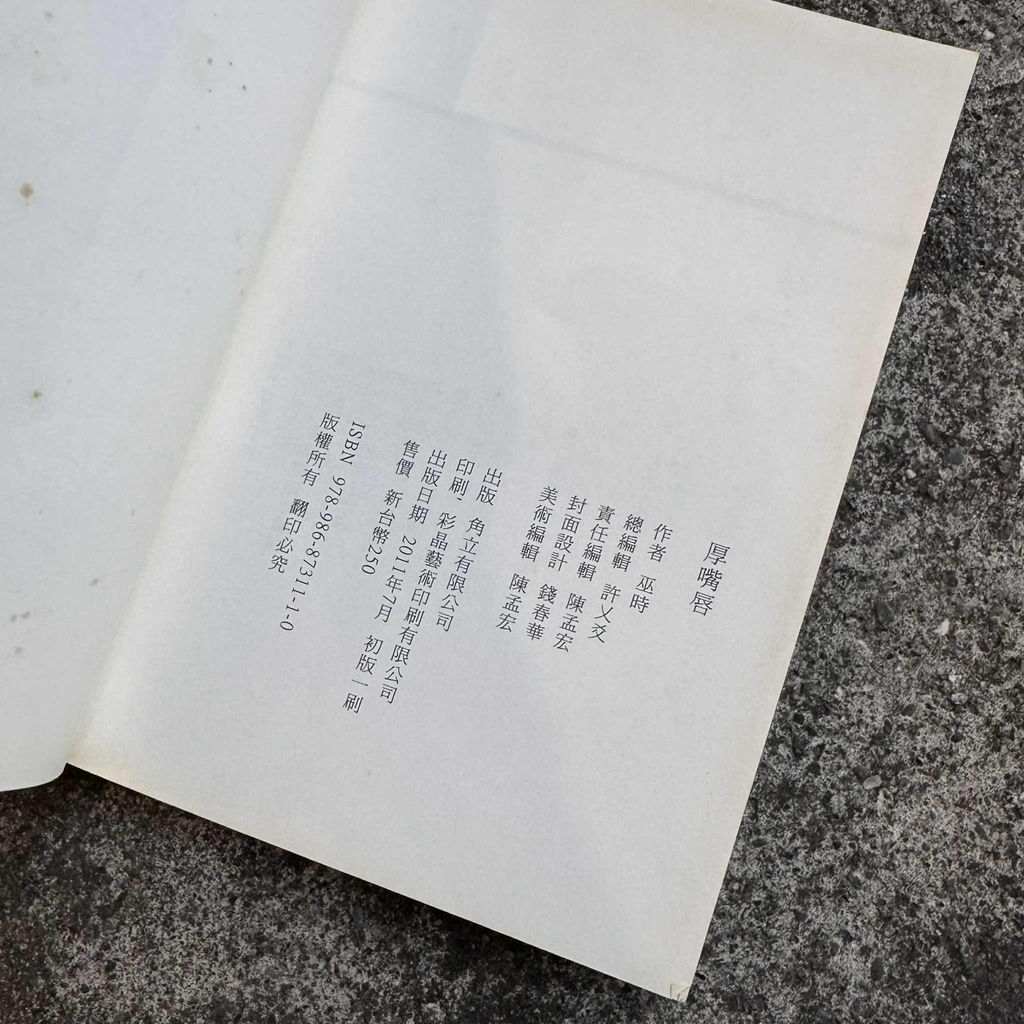 厚嘴唇
作者 巫時
總編輯 許乂爻
責任編輯 陳孟宏
封面設計 錢春華
美術編輯 陳孟宏
出版 角立有限公司
印刷, 彩晶藝術印刷有限公司
出版日期 2011年7月 初版一刷
售價 新台幣250
ISBN 978-986-87311-1-0
版權所有 翻印必究